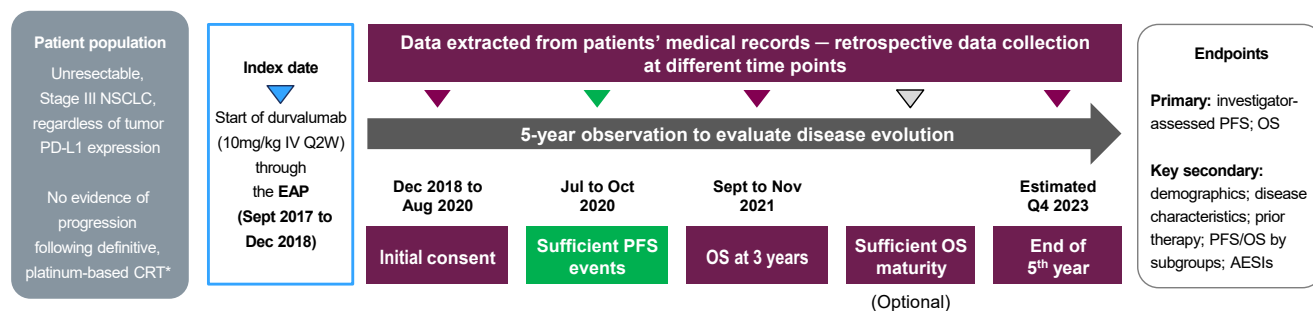 Patient population
Unresectable,
Stage III NSCLC,
regardless of tumor
PD-L1 expression
No evidence of
progression
following definitive,
platinum-based CRT*
Index date
Start of durvalumab
(10mg/kg IV Q2W)
through
the EAP
(Sept 2017 to
Dec 2018)
Data extracted from patients’ medical records – retrospective data collection
at different time points
5-year observation to evaluate disease evolution
Dec 2018 to
Aug 2020
Initial consent
Jul to Oct
2020
Sufficient PFS
events
Sept to Nov
2021
OS at 3 years
Sufficient OS
maturity
(Optional)
Estimated
Q4 2023
End of
5th year
Endpoints
Primary: investigator-
assessed PFS; OS
Key secondary:
demographics; disease
characteristics; prior
therapy; PFS/OS by
subgroups; AESIs